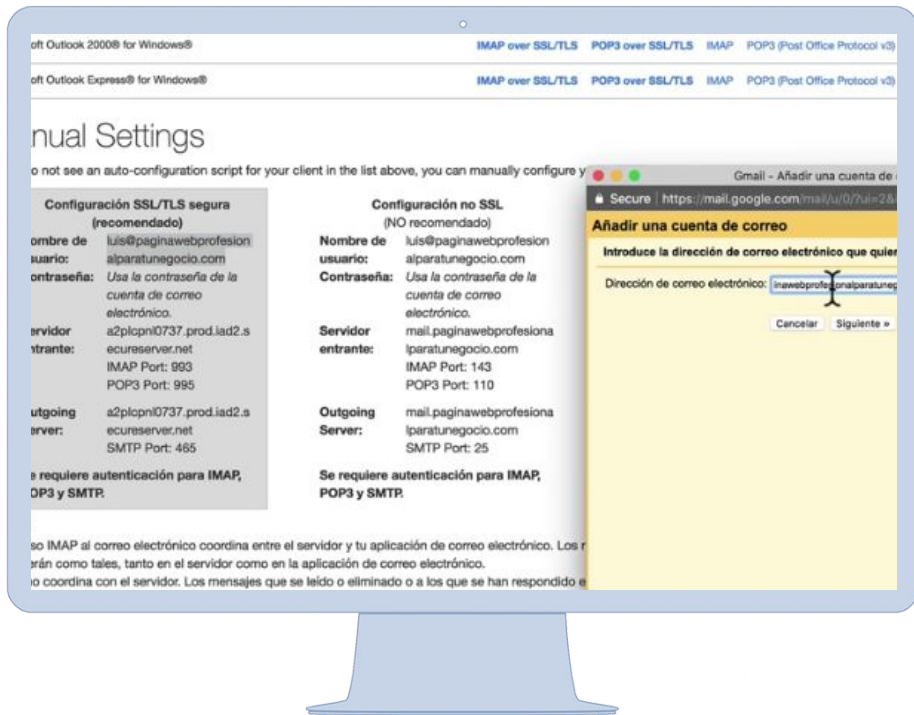 oft Outlook 2000® for Windows® IMAP over SSL/TLS POP3 over SSL/TLS IMAP POP3 (Post Office Protocol v3)
oft Outlook Express® for Windows® IMAP over SSL/TLS POP3 over SSL/TLS IMAP POP3 (Post Office Protocol v3)
nual Settings
o not see an auto-configuration script for your client in the list above, you can manually configure y
Configuración SSL/TLS segura
(recomendado)
ombre de luis@paginawebprofesion
suario: alparatunegocio.com
ontraseña: Usa la contraseña de la
cuenta de correo
electrónico.
ervidor a2plcpnl0737.prod.iad2.s
ntrante: ecureserver.net
IMAP Port: 993
POP3 Port: 995
utgoing a2plcpnl0737.prod.iad2.s
erver: ecureserver.net
SMTP Port: 465
e requiere autenticación para IMAP,
OP3 y SMTP.
Configuración no SSL
(NO recomendado)
Nombre de luis@paginawebprofesion
usuario: alparatunegocio.com
Contraseña: Usa la contraseña de la
cuenta de correo
electrónico.
Servidor mail.paginawebprofesiona
entrante: lparatunegocio.com
IMAP Port: 143
POP3 Port: 110
Outgoing mail.paginawebprofesiona
Server: lparatunegocio.com
SMTP Port: 25
Se requiere autenticación para IMAP,
POP3 y SMTP.
so IMAP al correo electrónico coordina entre el servidor y tu aplicación de correo electrónico. Los
erán como tales, tanto en el servidor como en la aplicación de correo electrónico.
o coordina con el servidor. Los mensajes que se leído o eliminado o a los que se han respondido e
Gmail - Añadir una cuenta de
Secure https://mail.google.com/mail/u/0/?ui=2&
Añadir una cuenta de correo
Introduce la dirección de correo electrónico que quier
Dirección de correo electrónico:
Cancelar Siguiente »